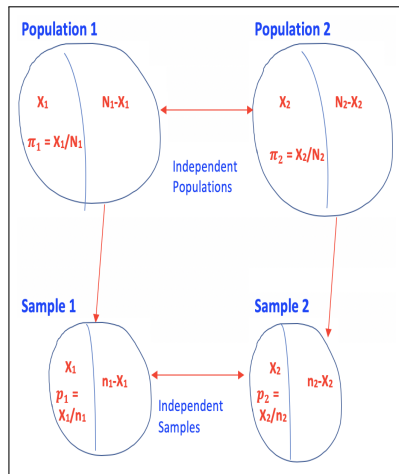 Population 1
Population 2
X₁
N₁-X₁
π₁ = X₁/N₁
X₂
N₂-X₂
π₂ = X₂/N₂
Independent
Populations
Sample 1
Sample 2
X₁
n₁-X₁
p₁ =
X₁/n₁
X₂
n₂-X₂
p₂ =
X₂/n₂
Independent
Samples